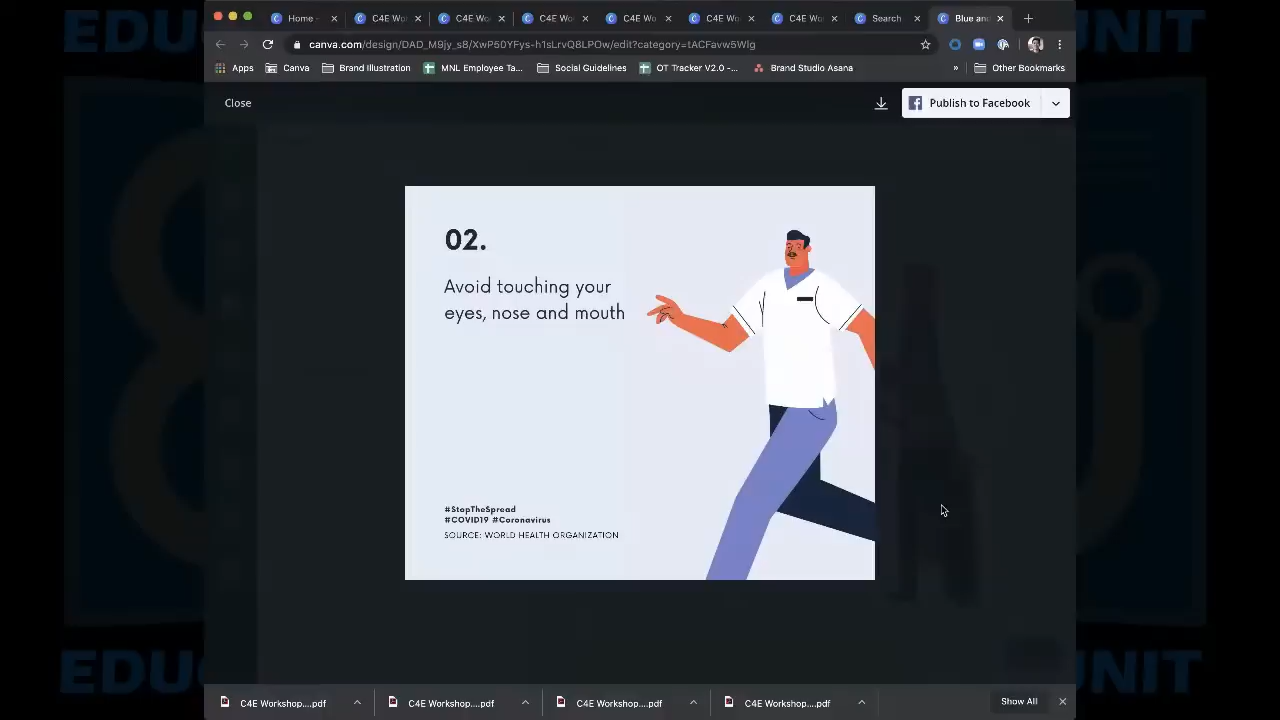 Home
C4E Wo
C4E Wo
C4E Wo
C4E Wo
C4E Wo
C4E Wo
Search
Blue and
canva.com/design/DAD_M9jy_s8/XwP60YFys-h1sLrvQ8LPOw/edit?category=tACFavw5Wlg
Apps
Canva
Brand Illustration
MNL Employee Ta...
Social Guidelines
OT Tracker V2.0 -...
Brand Studio Asana
»
Other Bookmarks
Close
Publish to Facebook
02.
Avoid touching your
eyes, nose and mouth
#StopTheSpread
#COVID19 #Coronavirus
SOURCE: WORLD HEALTH ORGANIZATION
EDU
UNIT
C4E Workshop....pdf
C4E Workshop....pdf
C4E Workshop....pdf
C4E Workshop....pdf
Show All